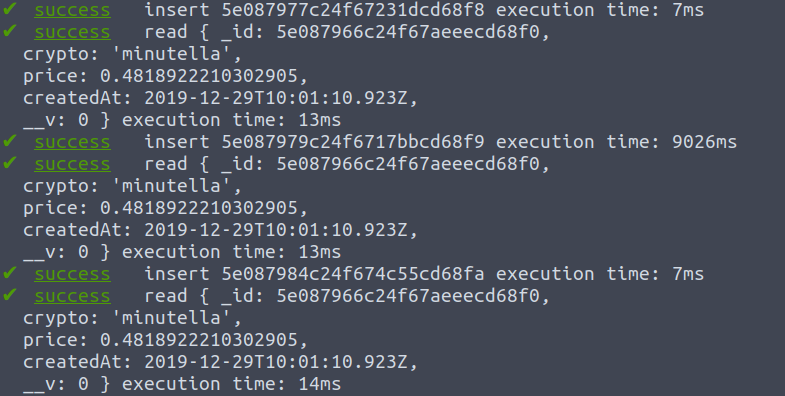 ✔ success insert 5e087977c24f67231dcd68f8 execution time: 7ms
✔ success read { _id: 5e087966c24f67aeeecd68f0,
crypto: 'minutella',
price: 0.4818922210302905,
createdAt: 2019-12-29T10:01:10.923Z,
__v: 0 } execution time: 13ms
✔ success insert 5e087979c24f6717bbcd68f9 execution time: 9026ms
✔ success read { _id: 5e087966c24f67aeeecd68f0,
crypto: 'minutella',
price: 0.4818922210302905,
createdAt: 2019-12-29T10:01:10.923Z,
__v: 0 } execution time: 13ms
✔ success insert 5e087984c24f674c55cd68fa execution time: 7ms
✔ success read { _id: 5e087966c24f67aeeecd68f0,
crypto: 'minutella',
price: 0.4818922210302905,
createdAt: 2019-12-29T10:01:10.923Z,
__v: 0 } execution time: 14ms